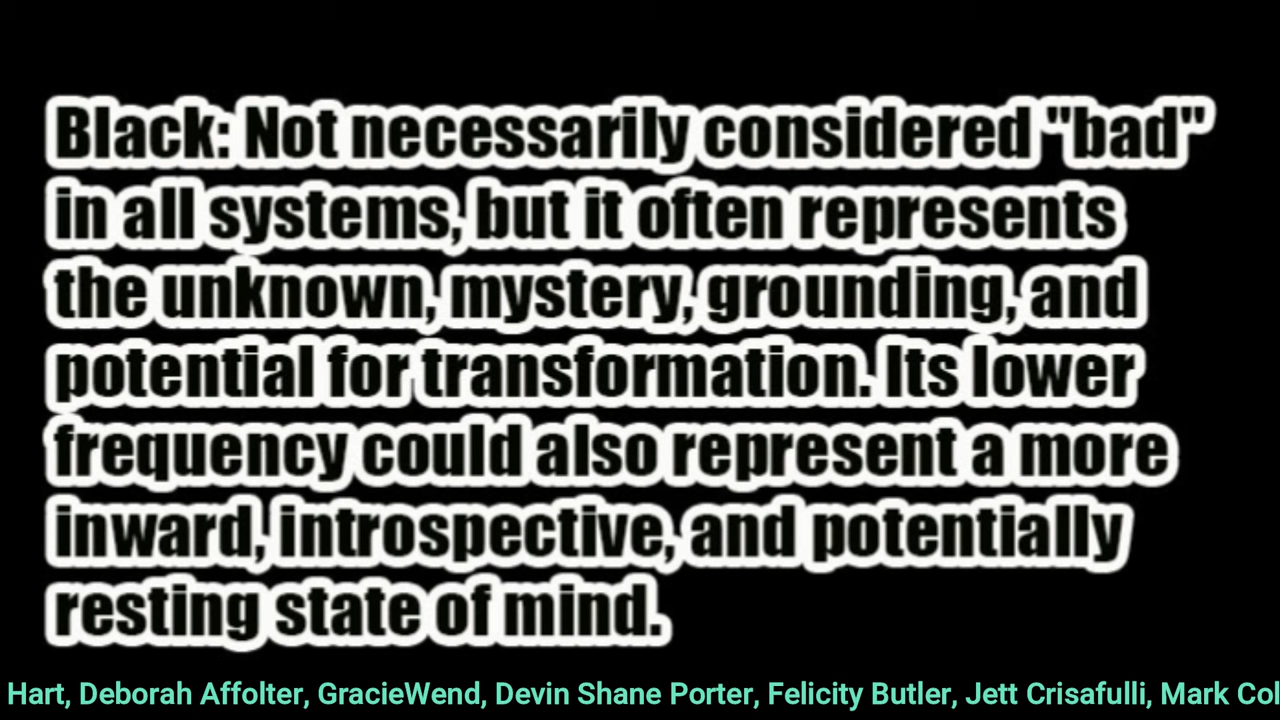 Black: Not necessarily considered "bad"
in all systems, but it often represents
the unknown, mystery, grounding, and
potential for transformation. Its lower
frequency could also represent a more
inward, introspective, and potentially
resting state of mind.
Hart, Deborah Affolter, GracieWend, Devin Shane Porter, Felicity Butler, Jett Crisafulli, Mark Col